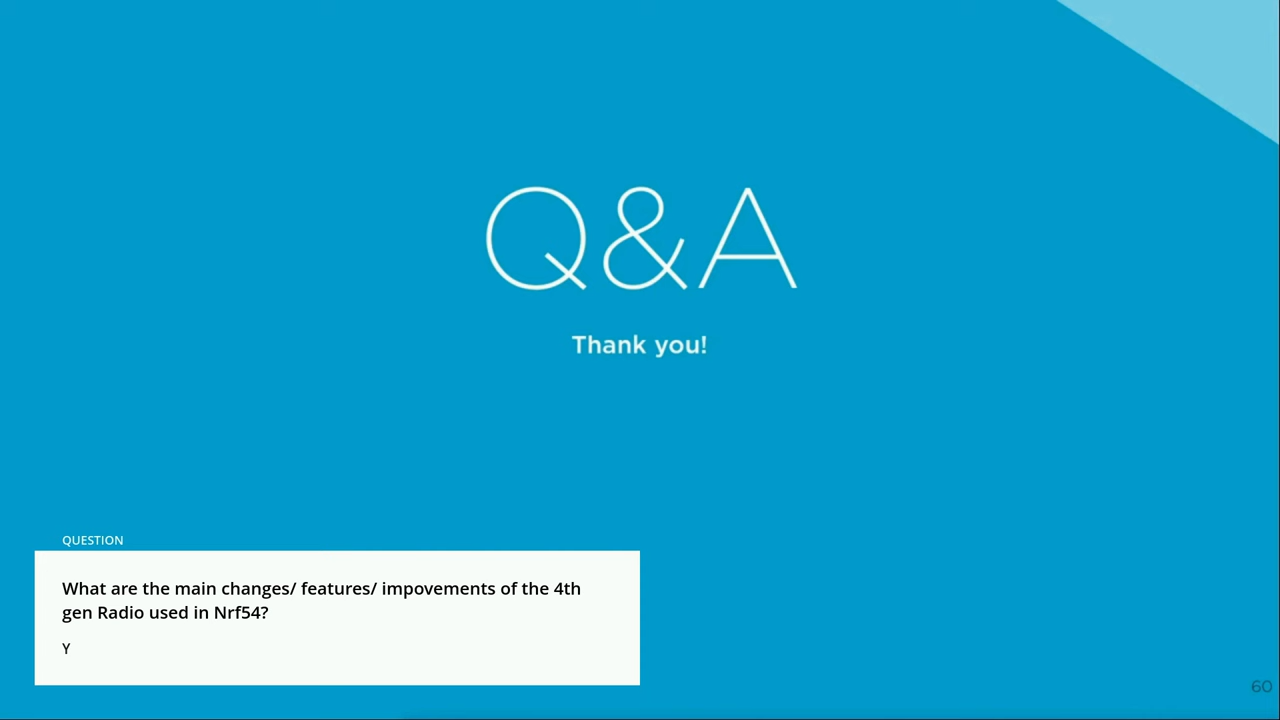 Q&A
Thank you!
QUESTION
What are the main changes/ features/ impovements of the 4th
gen Radio used in Nrf54?
Y
60